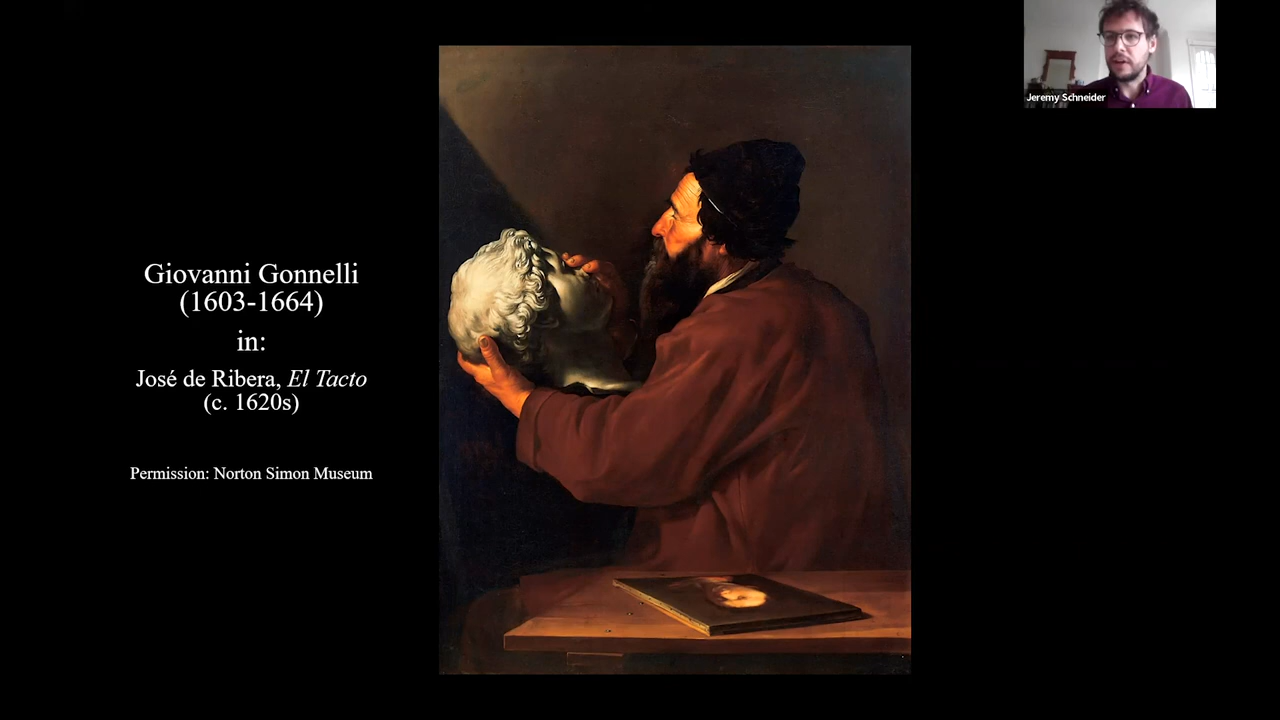 Giovanni Gonnelli
(1603-1664)
in:
José de Ribera, El Tacto
(c. 1620s)
Permission: Norton Simon Museum
Jeremy Schneider